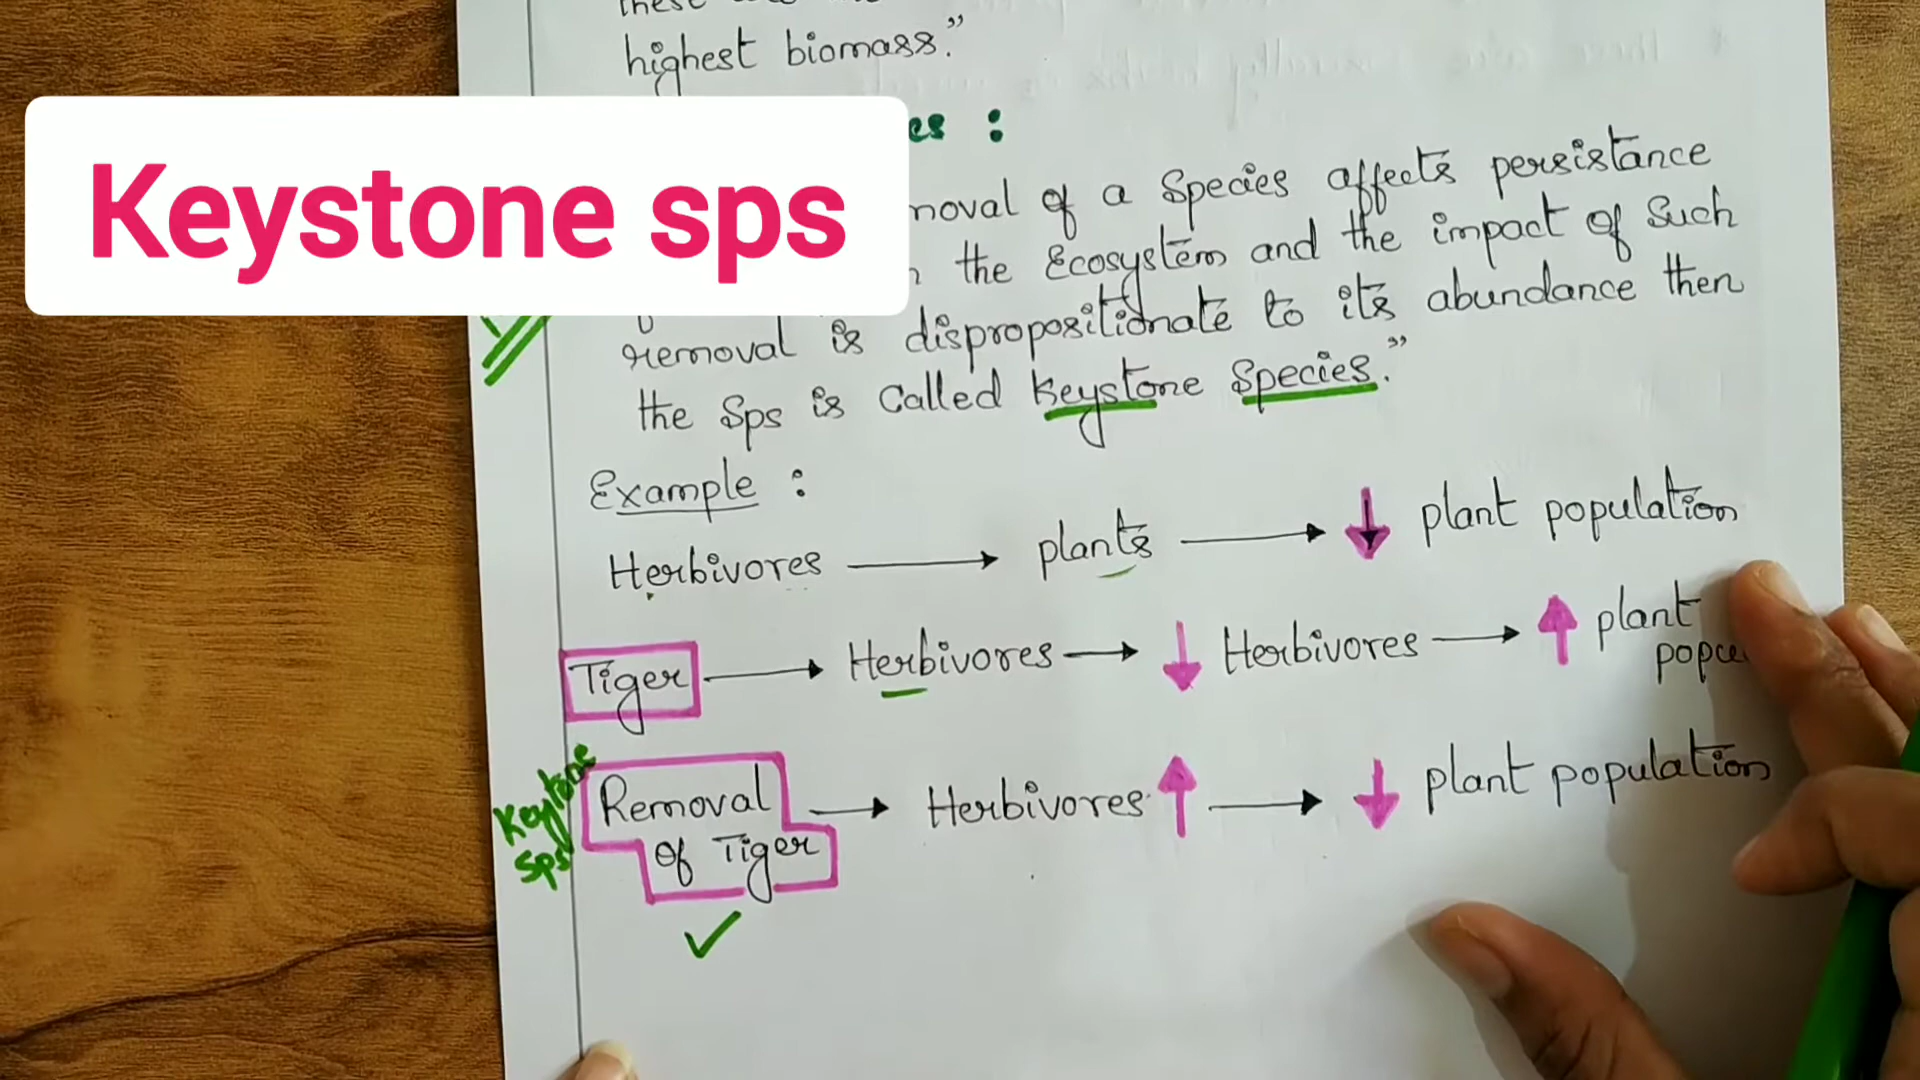 highest biomass."
Keystone sps
es :
moval of a Species affects persistance
the Ecosystem and the impact of such
removal is dispropositionate to its abundance then
the Sps is called Keystone Species."
Example :
Herbivores → plants → ↓ plant population
Tiger → Herbivores → ↓ Herbivores → ↑ plant
popu
Keystone
Sps
Removal → Herbivores ↑ → ↓ plant population
of Tiger